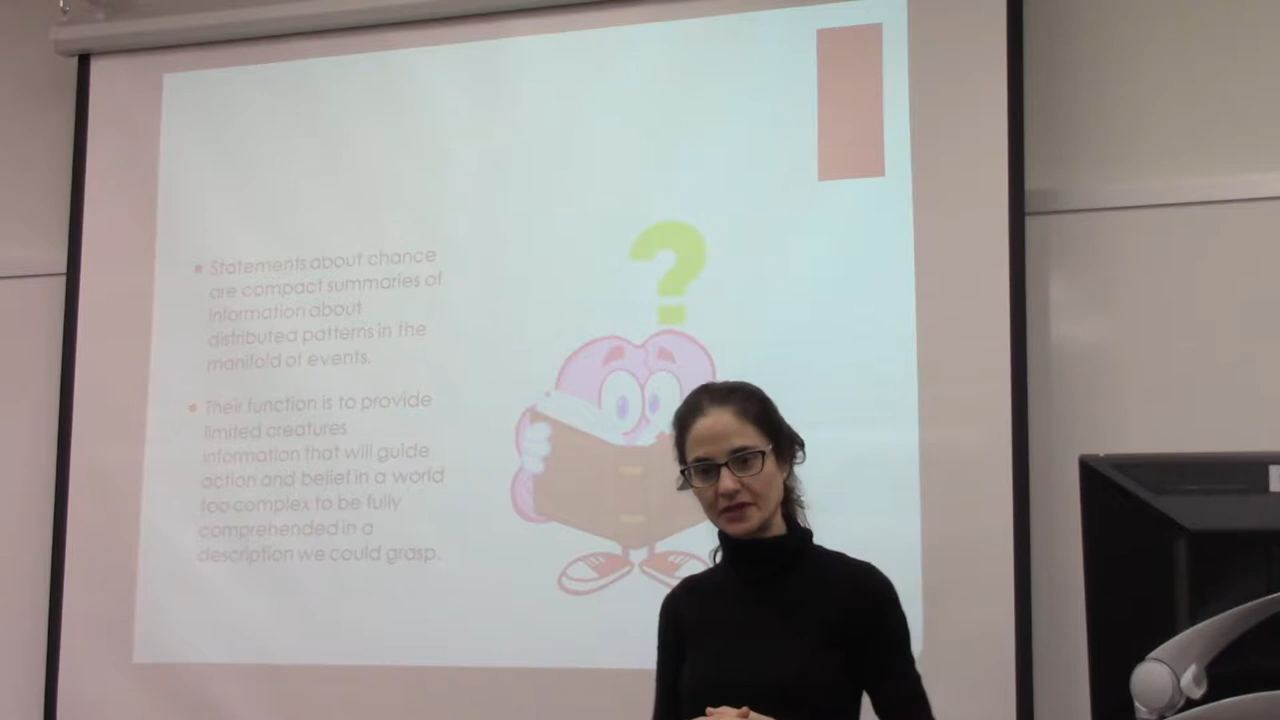 Statements about chance
are compact summaries of
information about
distributed patterns in the
manifold of events.
Their function is to provide
limited creatures
information that will guide
action and belief in a world
too complex to be fully
comprehended in a
description we could grasp.
?